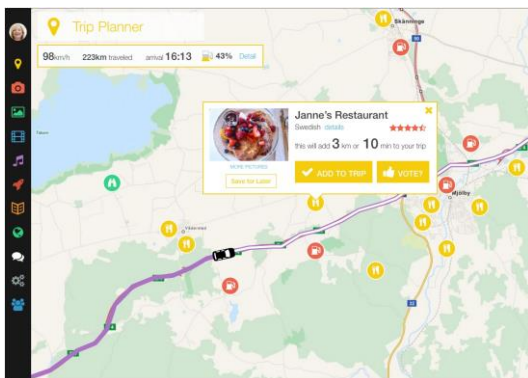 Trip Planner
98km/h 223km traveled arrival 16:13 43% Detail
Skänninge
Janne's Restaurant
Swedish details
this will add 3 km or 10 min to your trip
MORE PICTURES
Save for Later
ADD TO TRIP
VOTE?
Mjölby
Väderstad